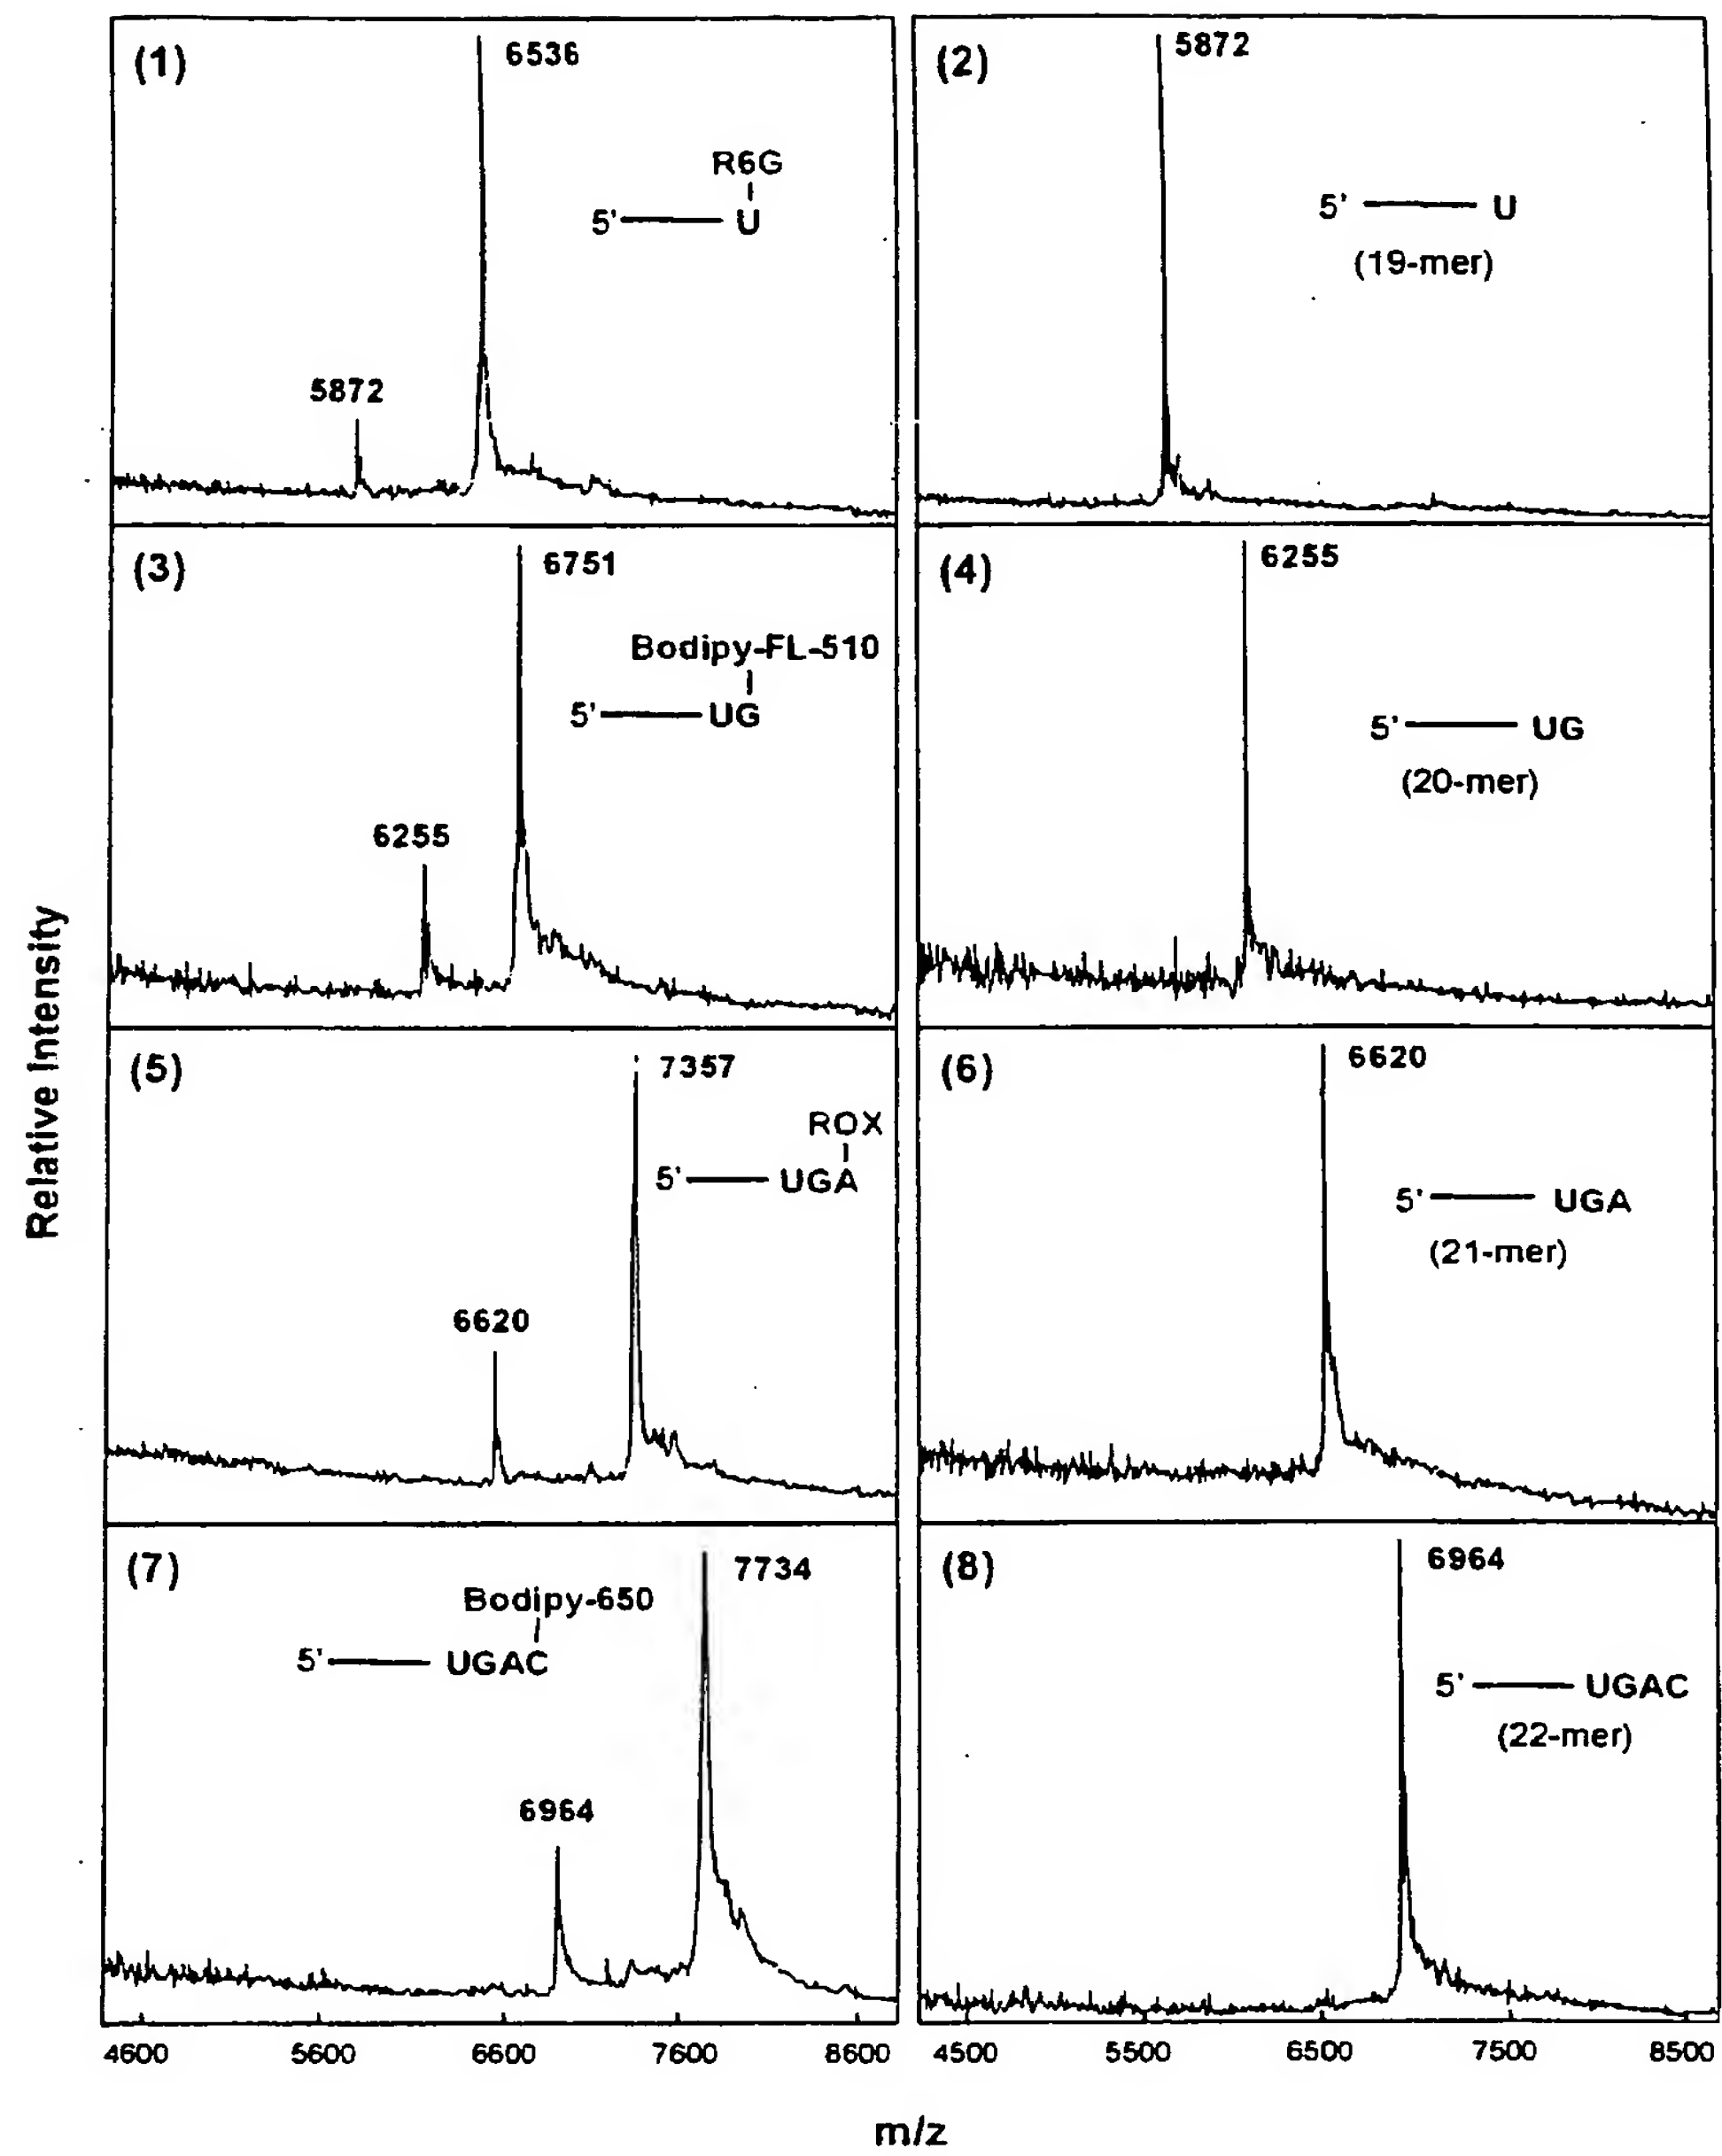 (1)
6536
R6G
5' U
5872
(2)
5872
5' U
(19-mer)
(3)
6751
Bodipy-FL-510
5' UG
6255
(4)
6255
5' UG
(20-mer)
(5)
7357
ROX
5' UGA
6620
(6)
6620
5' UGA
(21-mer)
(7)
7734
Bodipy-650
5' UGAC
6964
(8)
6964
5' UGAC
(22-mer)
Relative Intensity
4600 5600 6600 7600 8600
4500 5500 6500 7500 8500
m/z